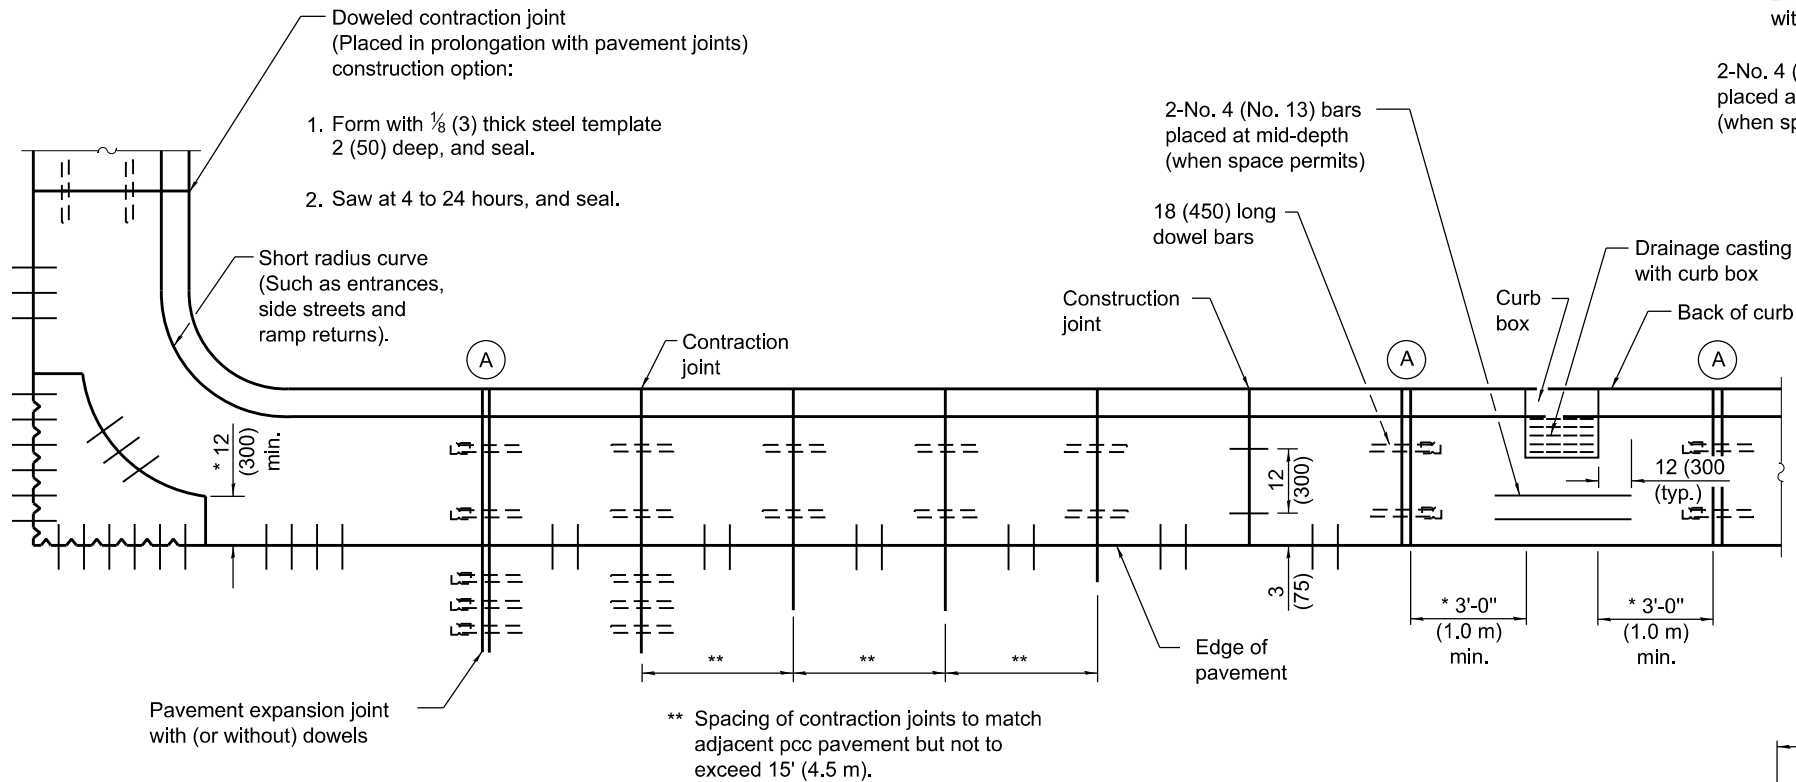 Doweled contraction joint
(Placed in prolongation with pavement joints)
construction option:
1. Form with ⅛ (3) thick steel template
2 (50) deep, and seal.
2. Saw at 4 to 24 hours, and seal.
Short radius curve
(Such as entrances,
side streets and
ramp returns).
* 12
(300)
min.
A
Contraction
joint
Construction
joint
2-No. 4 (No. 13) bars
placed at mid-depth
(when space permits)
18 (450) long
dowel bars
A
Curb
box
Drainage casting
with curb box
Back of curb
A
2-No. 4 (
placed a
(when sp
12
(300)
12 (300
(typ.)
3
(75)
* 3'-0"
(1.0 m)
min.
* 3'-0"
(1.0 m)
min.
Edge of
pavement
**
**
**
Pavement expansion joint
with (or without) dowels
** Spacing of contraction joints to match
adjacent pcc pavement but not to
exceed 15' (4.5 m).